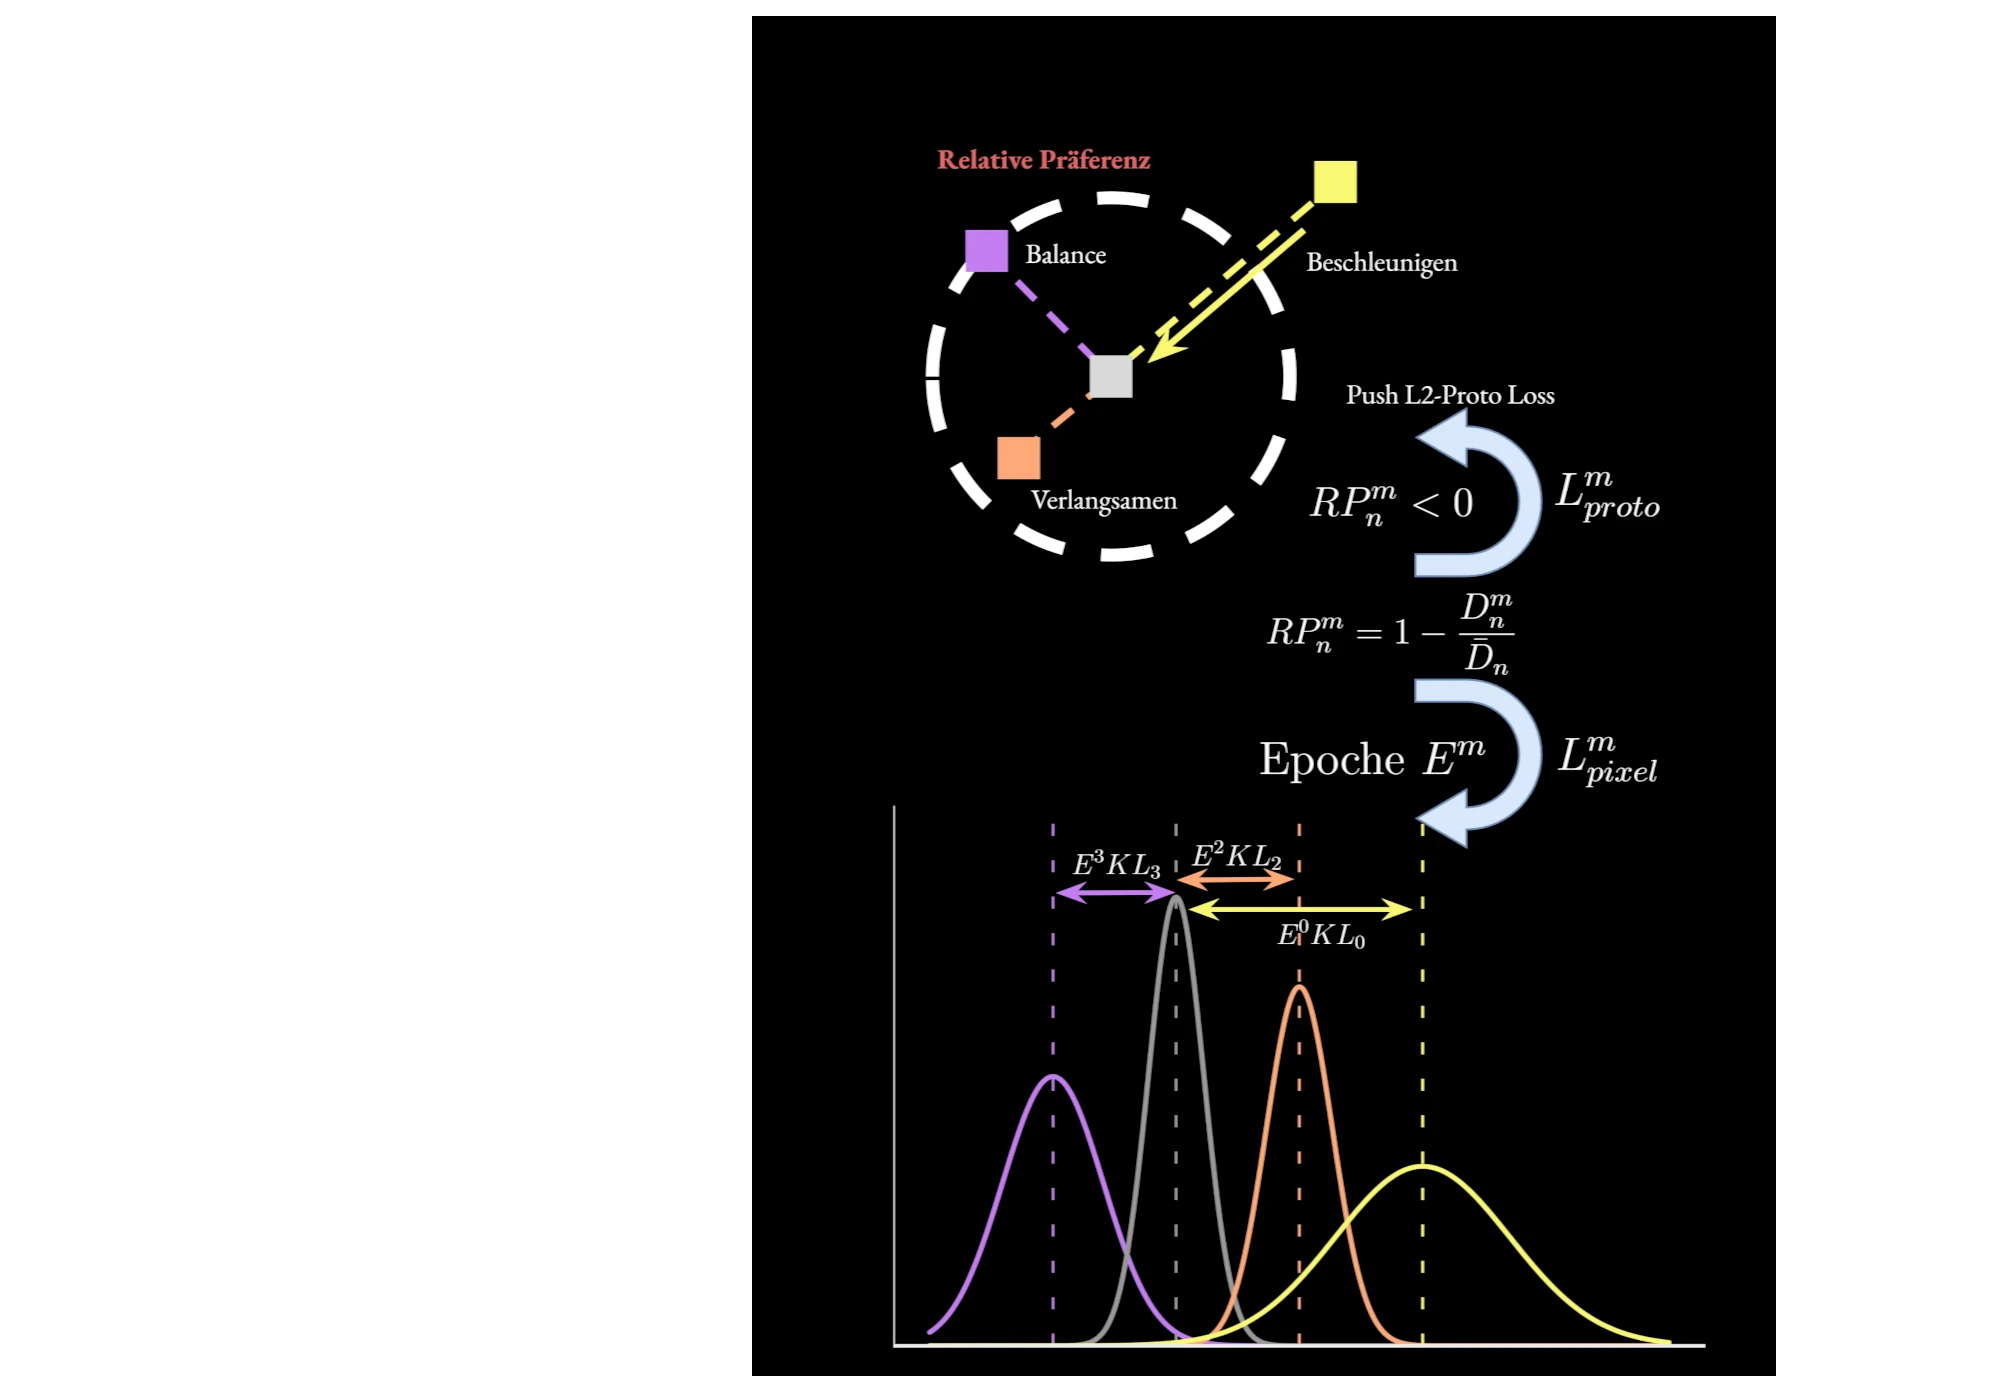 Relative Präferenz
Balance
Beschleunigen
Verlangsamen
Push L2-Proto Loss
$RP_n^m < 0$
$L_{proto}^m$
$RP_n^m = 1 - \frac{D_n^m}{\bar{D}_n}$
Epoche $E^m$
$L_{pixel}^m$
$E^3KL_3$
$E^2KL_2$
$E^0KL_0$